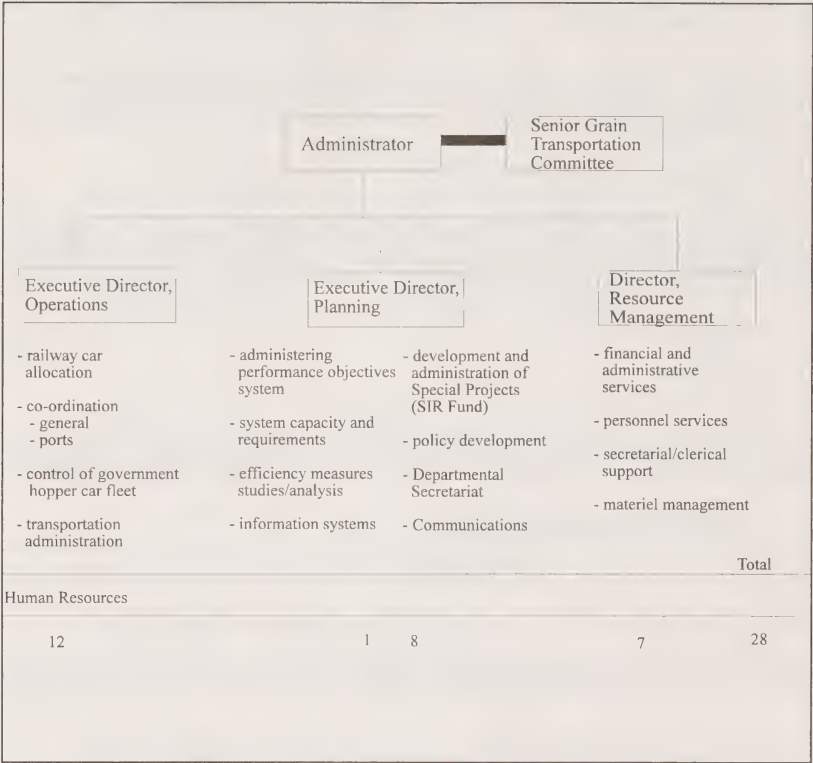 Administrator
Senior Grain
Transportation
Committee
Executive Director,
Operations
- railway car
allocation
- co-ordination
- general
- ports
- control of government
hopper car fleet
- transportation
administration
Executive Director,
Planning
- administering
performance objectives
system
- system capacity and
requirements
- efficiency measures
studies/analysis
- information systems
- development and
administration of
Special Projects
(SIR Fund)
- policy development
- Departmental
Secretariat
- Communications
Director,
Resource
Management
- financial and
administrative
services
- personnel services
- secretarial/clerical
support
- materiel management
Total
Human Resources
12 1 8 7 28